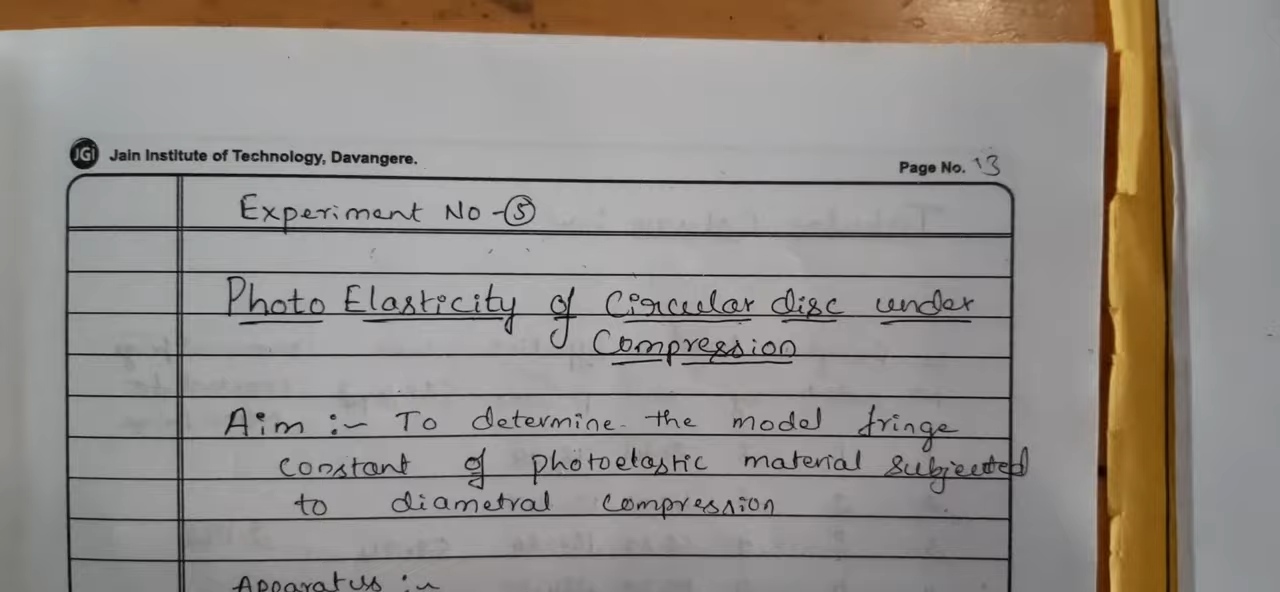 JGi Jain Institute of Technology, Davangere.
Page No. 13
Experiment No -⑤
Photo Elasticity of Circular disc under
Compression
Aim :- To determine the model fringe
constant of photoelastic material subjected
to diametral compression
Apparatus :-